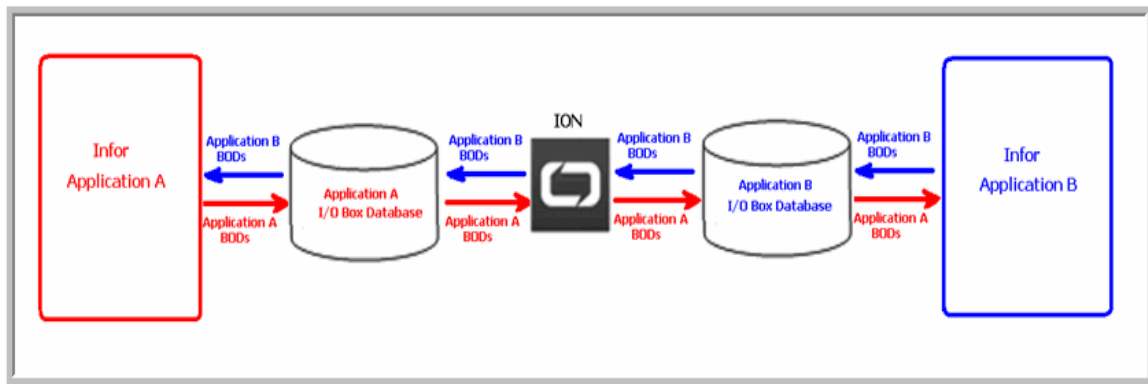 Infor
Application A
Application B
BODs
Application A
BODs
Application A
I/O Box Database
Application B
BODs
Application A
BODs
ION
Application B
BODs
Application A
BODs
Application B
I/O Box Database
Application B
BODs
Application A
BODs
Infor
Application B